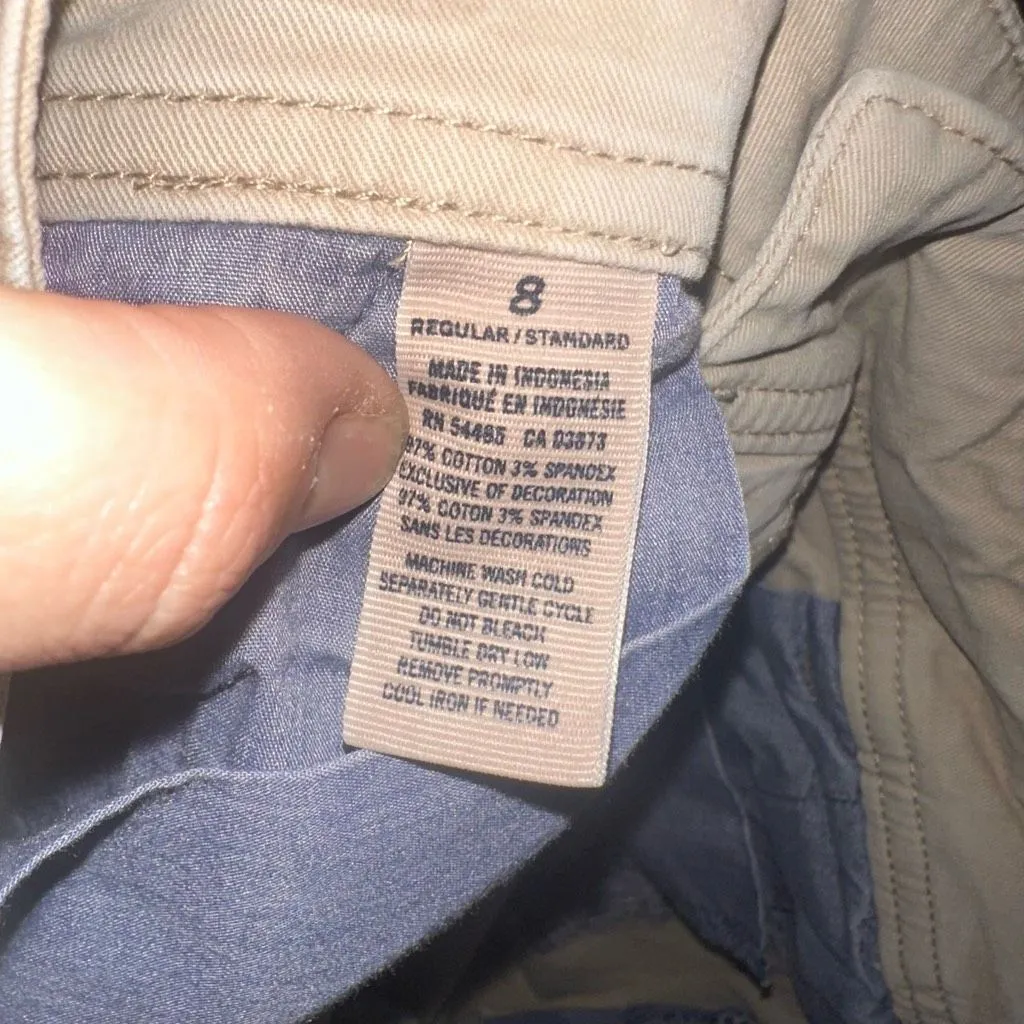 8
REGULAR / STANDARD
MADE IN INDONESIA
FABRIQUÉ EN INDONESIE
RN 54485 CA 03873
97% COTTON 3% SPANDEX
EXCLUSIVE OF DECORATION
97% COTON 3% SPANDEX
SANS LES DECORATIONS
MACHINE WASH COLD
SEPARATELY GENTLE CYCLE
DO NOT BLEACH
TUMBLE DRY LOW
REMOVE PROMPTLY
COOL IRON IF NEEDED